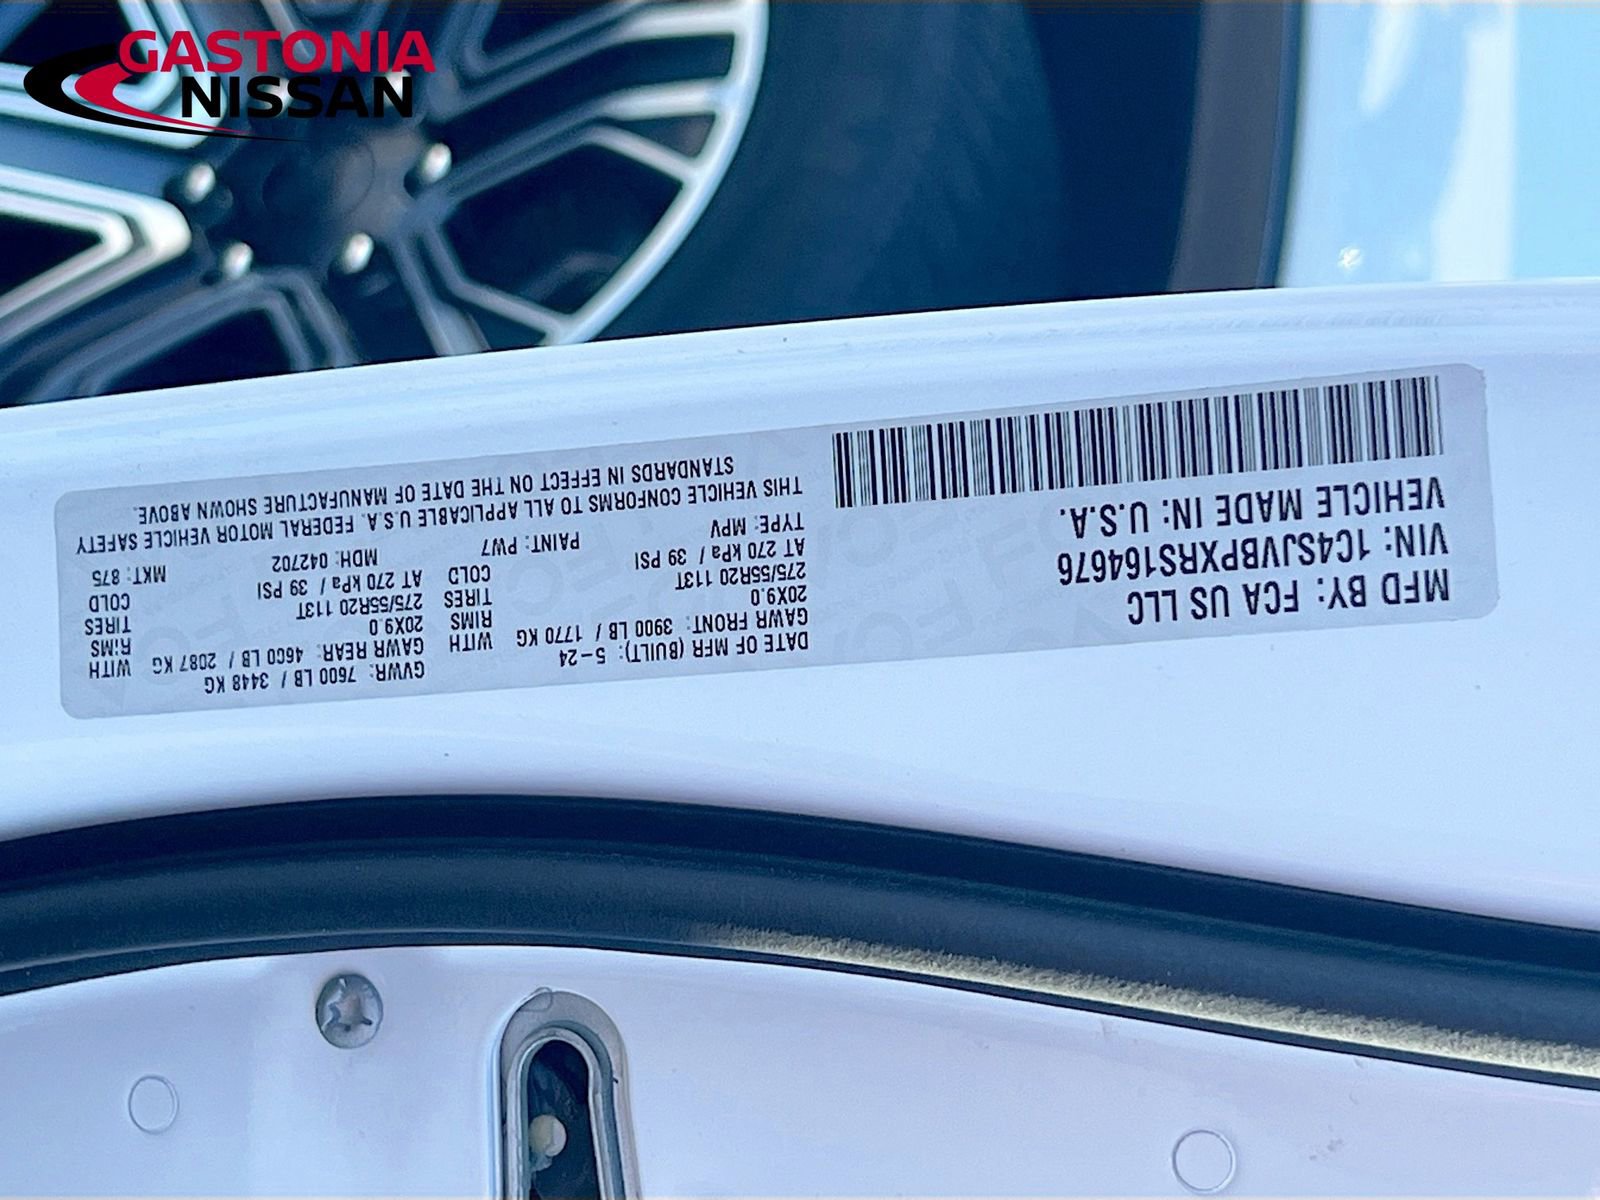 GASTONIA
NISSAN
MFD BY: FCA US LLC
VIN: 1C4SJVBPXRS164676
VEHICLE MADE IN: U.S.A.
DATE OF MFR (BUILT): 5-24
GVWR: 7600 LB / 3448 KG
GAWR FRONT: 3900 LB / 1770 KG WITH
GAWR REAR: 4600 LB / 2087 KG WITH
20X9.0 RIMS
20X9.0 RIMS
275/55R20 113T TIRES
275/55R20 113T TIRES
AT 270 kPa / 39 PSI COLD
AT 270 kPa / 39 PSI COLD
TYPE: MPV PAINT: PW7 MDH: 042702 MKT: 875
THIS VEHICLE CONFORMS TO ALL APPLICABLE U.S.A. FEDERAL MOTOR VEHICLE SAFETY
STANDARDS IN EFFECT ON THE DATE OF MANUFACTURE SHOWN ABOVE.